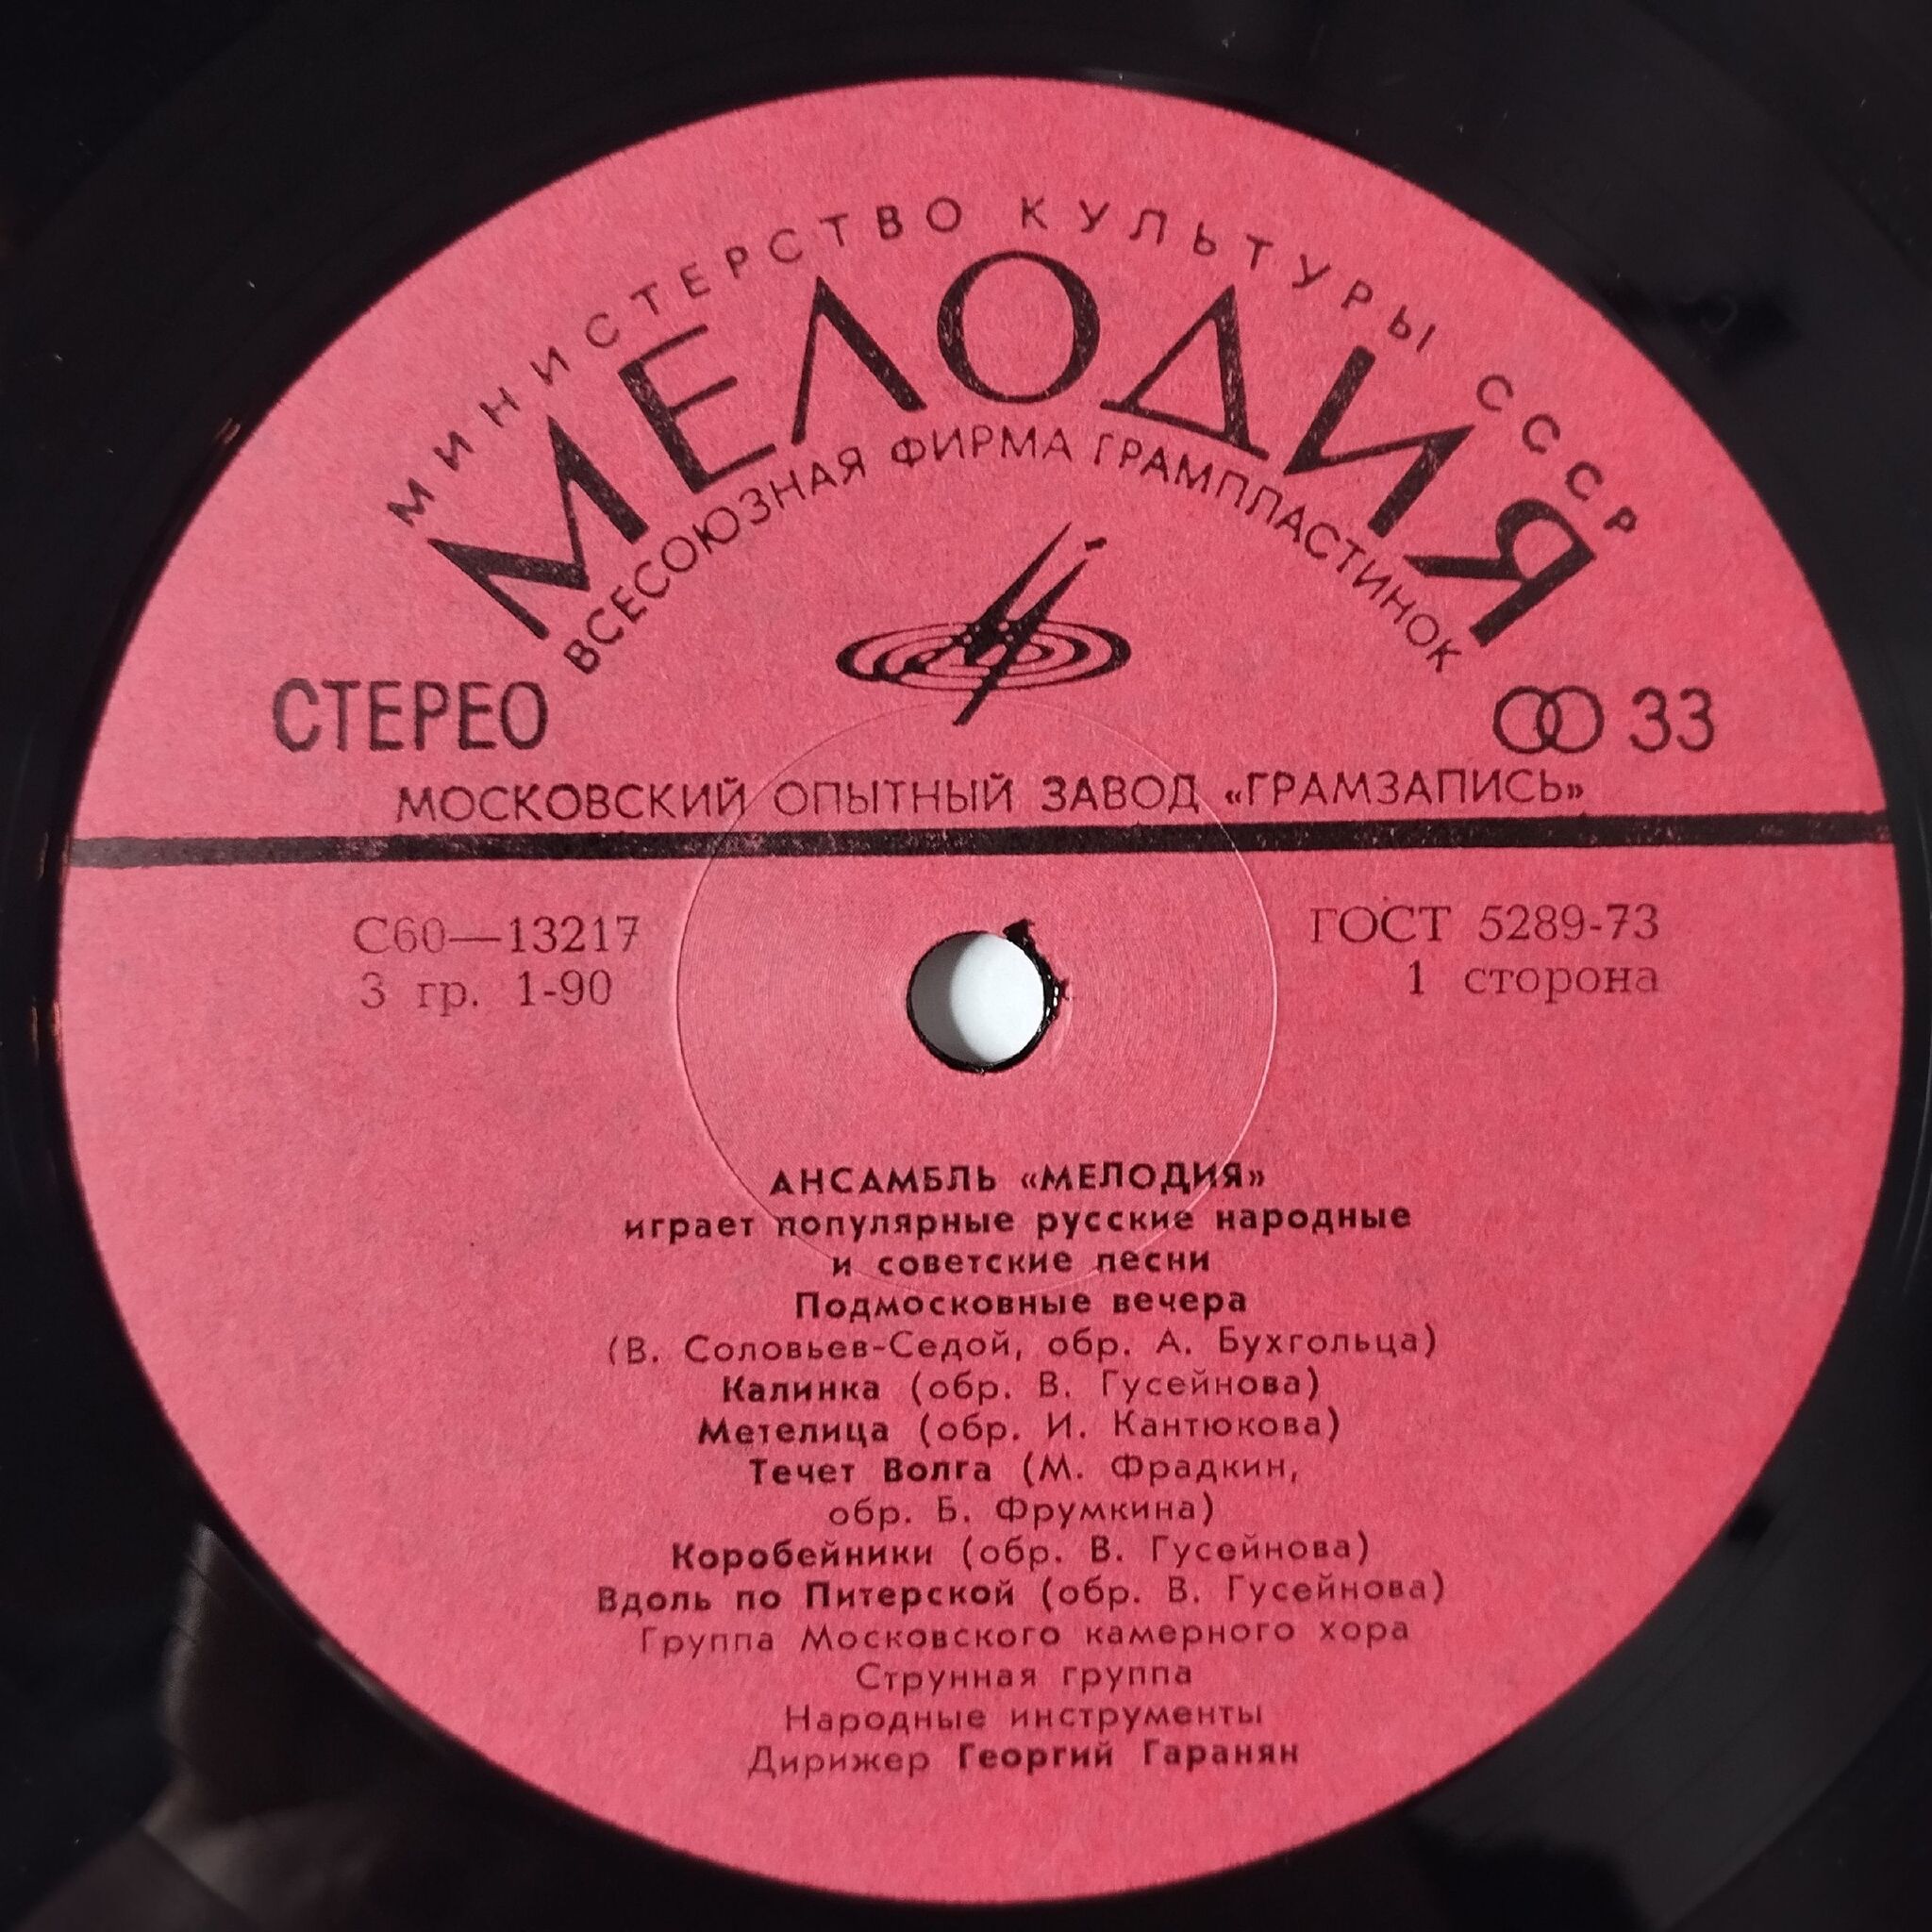 МИНИСТЕРСТВО КУЛЬТУРЫ СССР
МЕЛОДИЯ
ВСЕСОЮЗНАЯ ФИРМА ГРАМПЛАСТИНОК
СТЕРЕО
33
МОСКОВСКИЙ ОПЫТНЫЙ ЗАВОД «ГРАМЗАПИСЬ»
С60—13217
ГОСТ 5289-73
3 гр. 1-90
1 сторона
АНСАМБЛЬ «МЕЛОДИЯ»
играет популярные русские народные
и советские песни
Подмосковные вечера
(В. Соловьев-Седой, обр. А. Бухгольца)
Калинка (обр. В. Гусейнова)
Метелица (обр. И. Кантюкова)
Течет Волга (М. Фрадкин,
обр. Б. Фрумкина)
Коробейники (обр. В. Гусейнова)
Вдоль по Питерской (обр. В. Гусейнова)
Группа Московского камерного хора
Струнная группа
Народные инструменты
Дирижер Георгий Гаранян